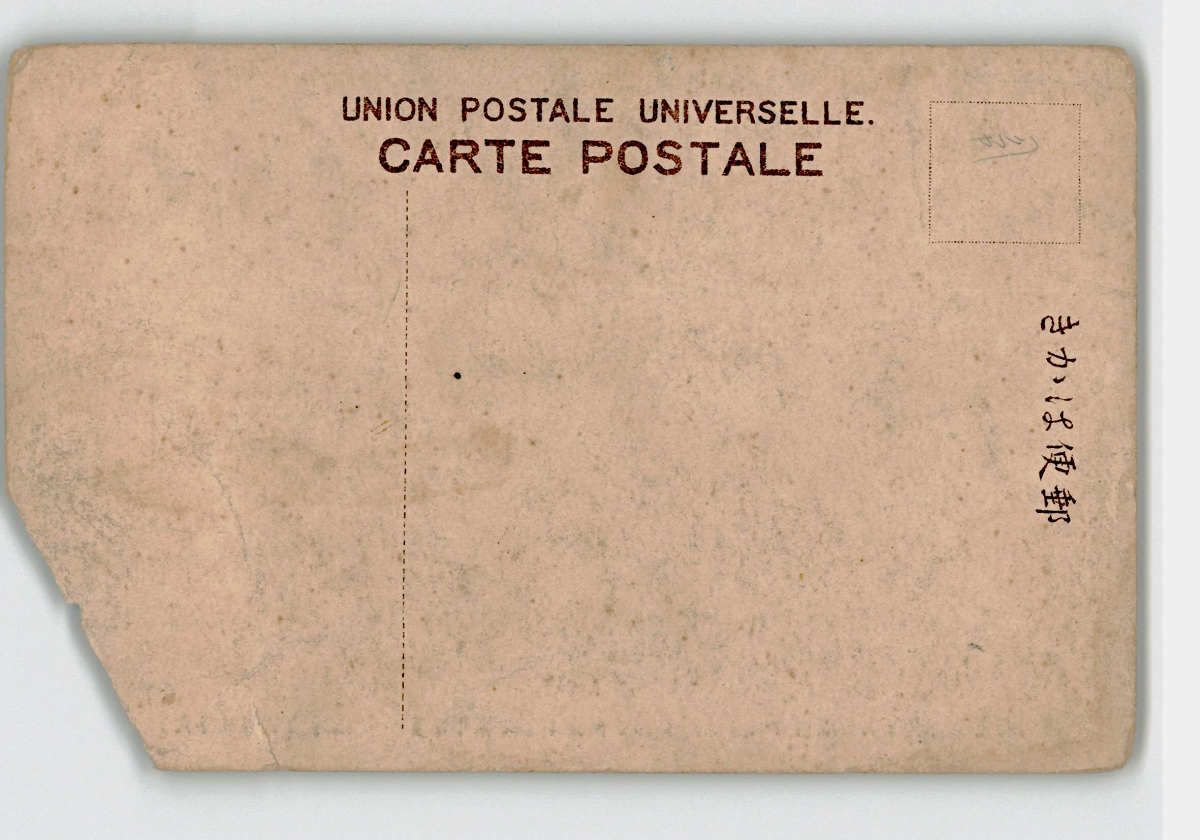 UNION POSTALE UNIVERSELLE.
CARTE POSTALE
郵便はかき